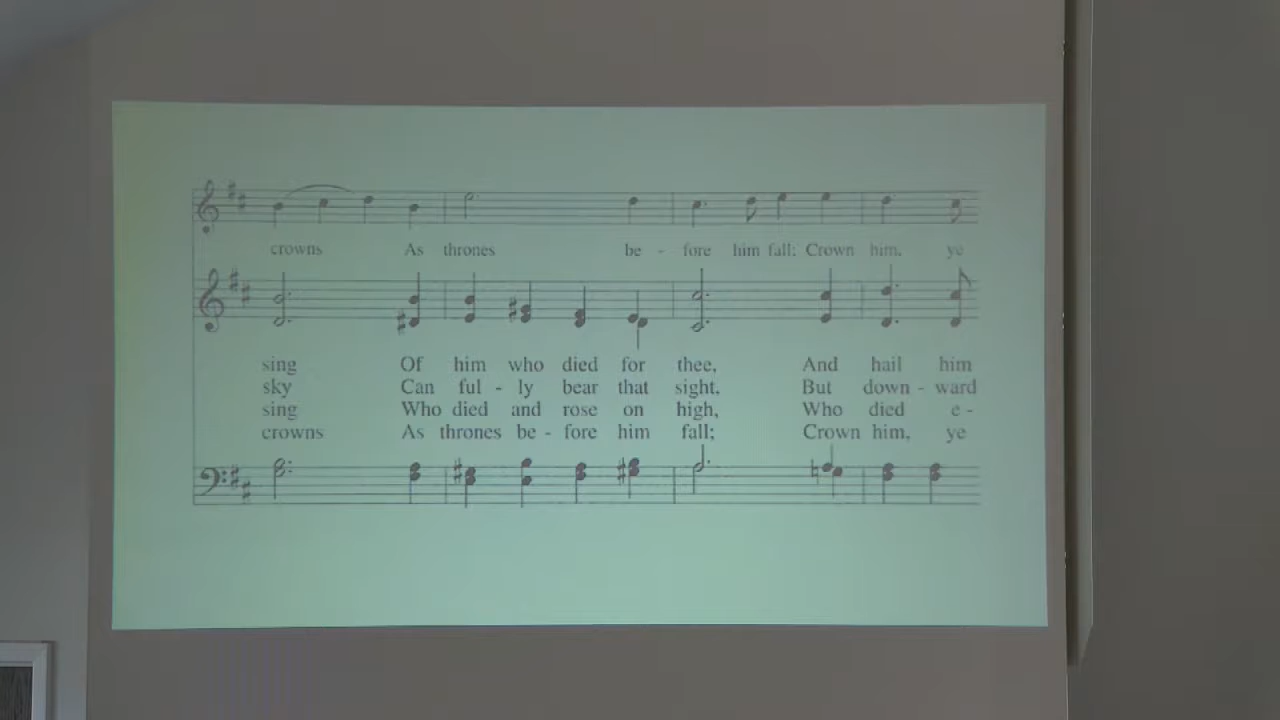 crowns As thrones be - fore him fall; Crown him, ye
sing Of him who died for thee, And hail him
sky Can ful - ly bear that sight, But down - ward
sing Who died and rose on high, Who died e -
crowns As thrones be - fore him fall; Crown him, ye